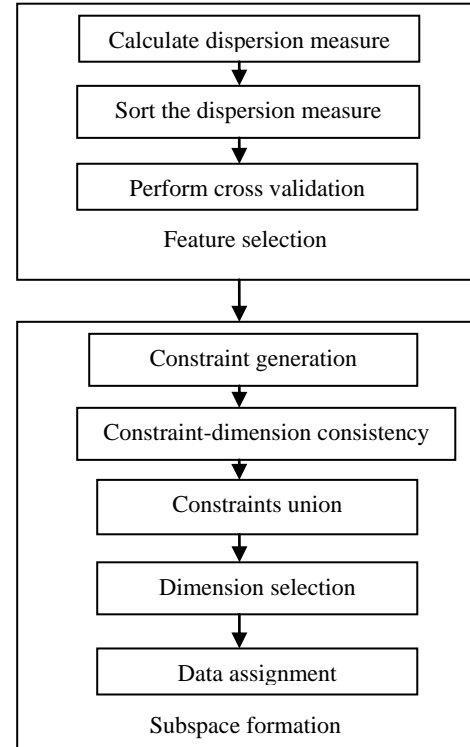 Calculate dispersion measure
Sort the dispersion measure
Perform cross validation
Feature selection
Constraint generation
Constraint-dimension consistency
Constraints union
Dimension selection
Data assignment
Subspace formation